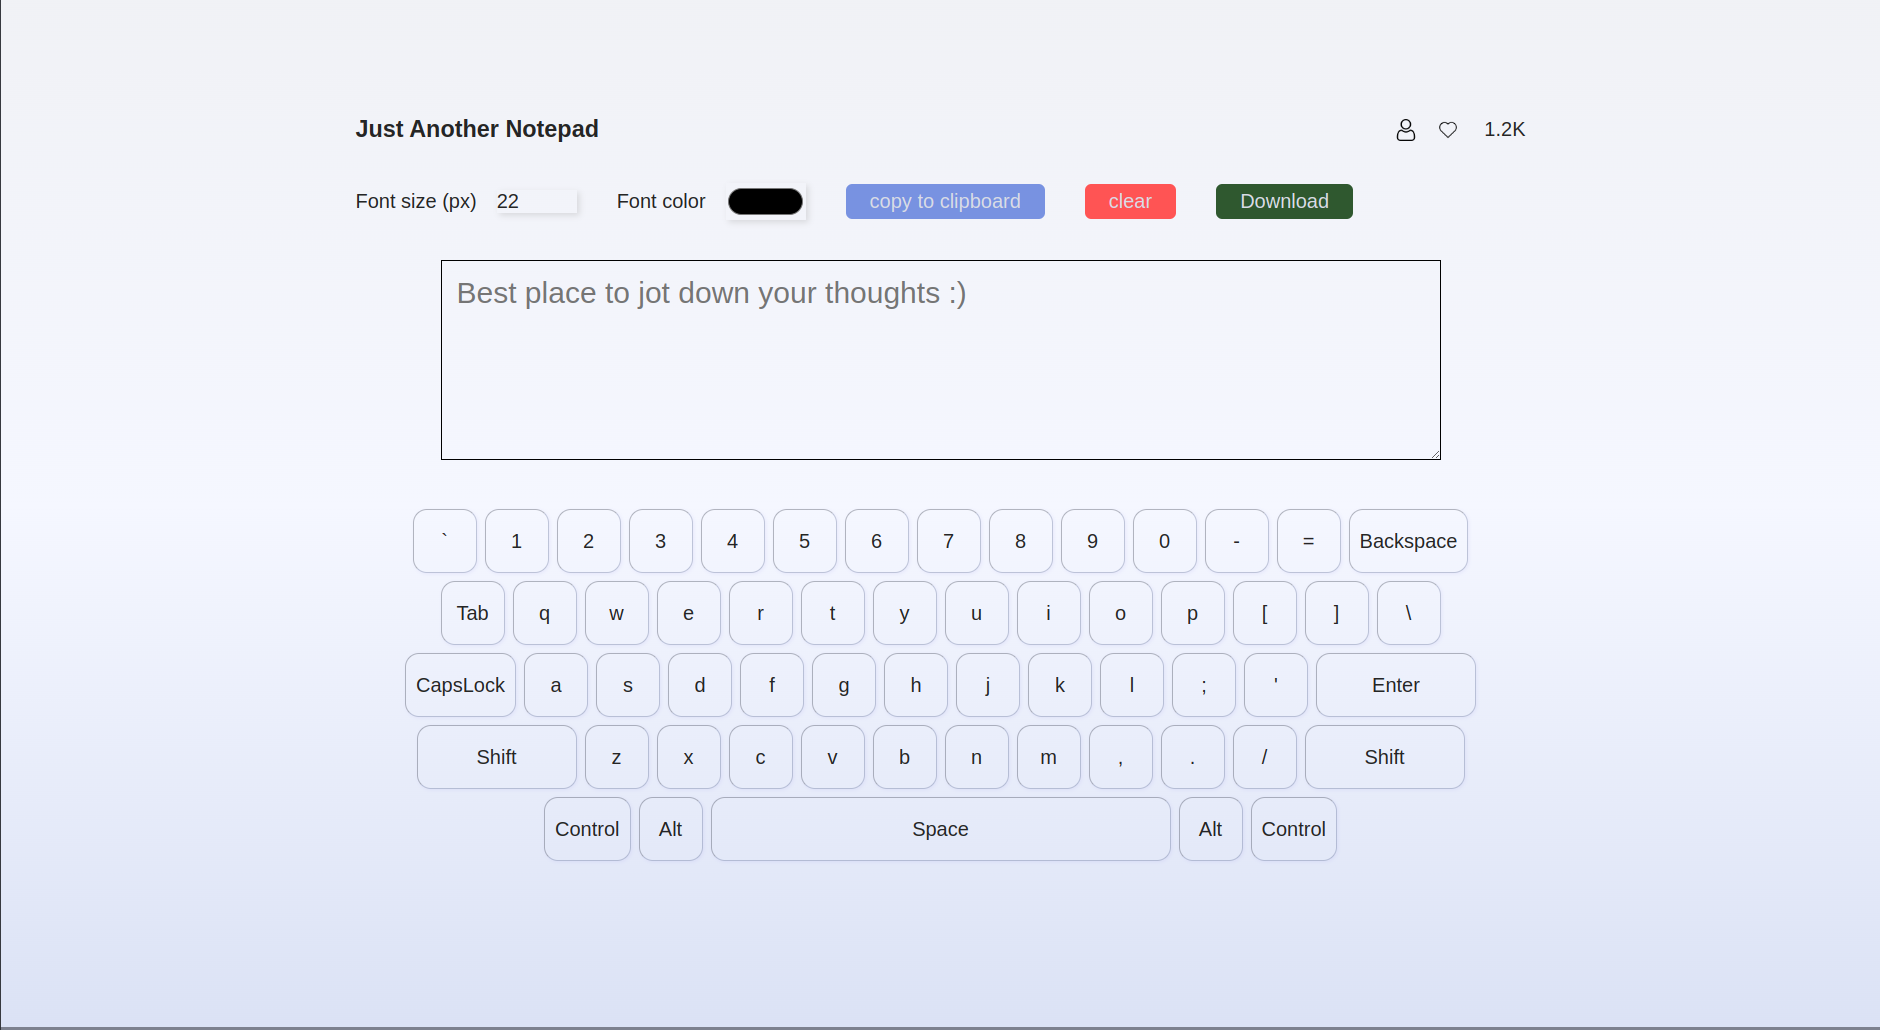 Just Another Notepad 1.2K
Font size (px) 22 Font color copy to clipboard clear Download
Best place to jot down your thoughts :)
` 1 2 3 4 5 6 7 8 9 0 - = Backspace
Tab q w e r t y u i o p [ ] \
CapsLock a s d f g h j k l ; ' Enter
Shift z x c v b n m , . / Shift
Control Alt Space Alt Control